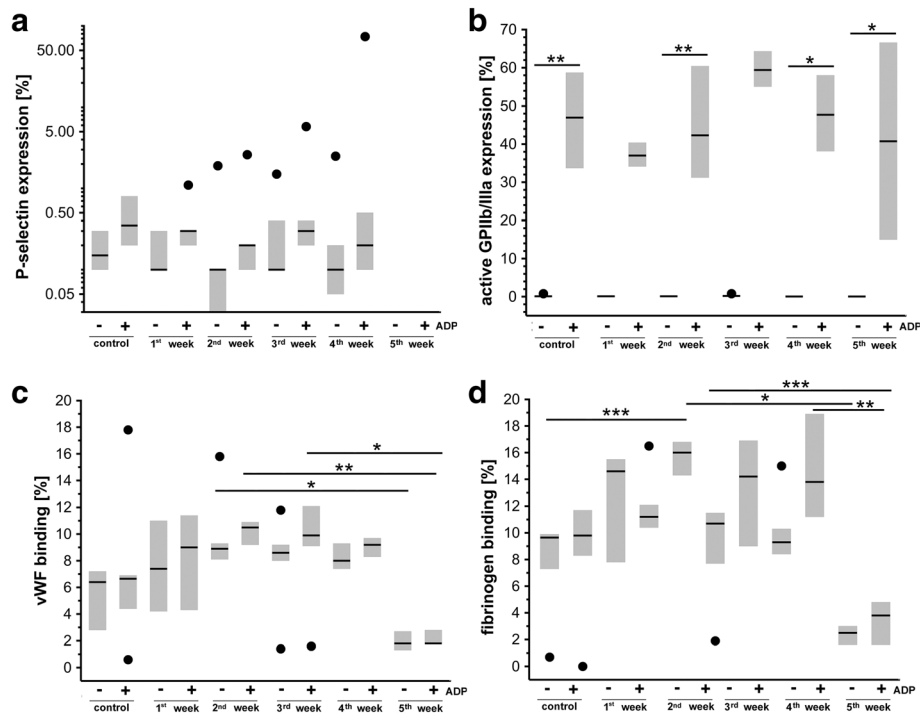 a
P-selectin expression [%]
50.00
5.00
0.50
0.05
- + - + - + - + - + - + ADP
control 1st week 2nd week 3rd week 4th week 5th week
b
active GPIIb/IIIa expression [%]
70
60
50
40
30
20
10
0
** ** * *
- + - + - + - + - + - + ADP
control 1st week 2nd week 3rd week 4th week 5th week
c
vWF binding [%]
20
18
16
14
12
10
8
6
4
2
0
*
**
*
- + - + - + - + - + - + ADP
control 1st week 2nd week 3rd week 4th week 5th week
d
fibrinogen binding [%]
20
18
16
14
12
10
8
6
4
2
0
***
*
*** **
- + - + - + - + - + - + ADP
control 1st week 2nd week 3rd week 4th week 5th week